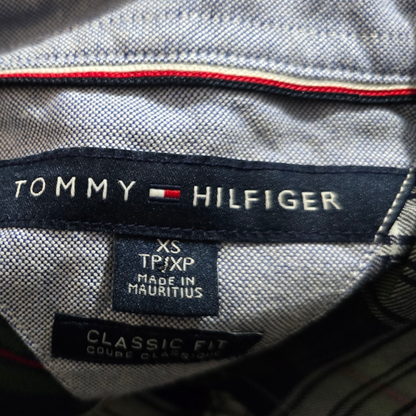 TOMMY HILFIGER
XS
TP/XP
MADE IN
MAURITIUS
CLASSIC FIT
COUPE CLASSIQUE